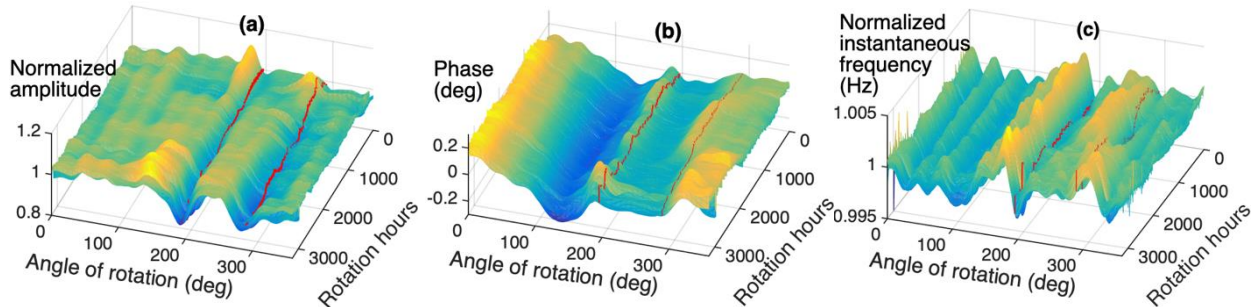 (a)
Normalized
amplitude
1.2
1
0.8
0
100
200
300
Angle of rotation (deg)
0
1000
2000
3000
Rotation hours
(b)
Phase
(deg)
0.2
0
-0.2
0
100
200
300
Angle of rotation (deg)
0
1000
2000
3000
Rotation hours
(c)
Normalized
instantaneous
frequency
(Hz)
1.005
1
0.995
0
100
200
300
Angle of rotation (deg)
0
1000
2000
3000
Rotation hours